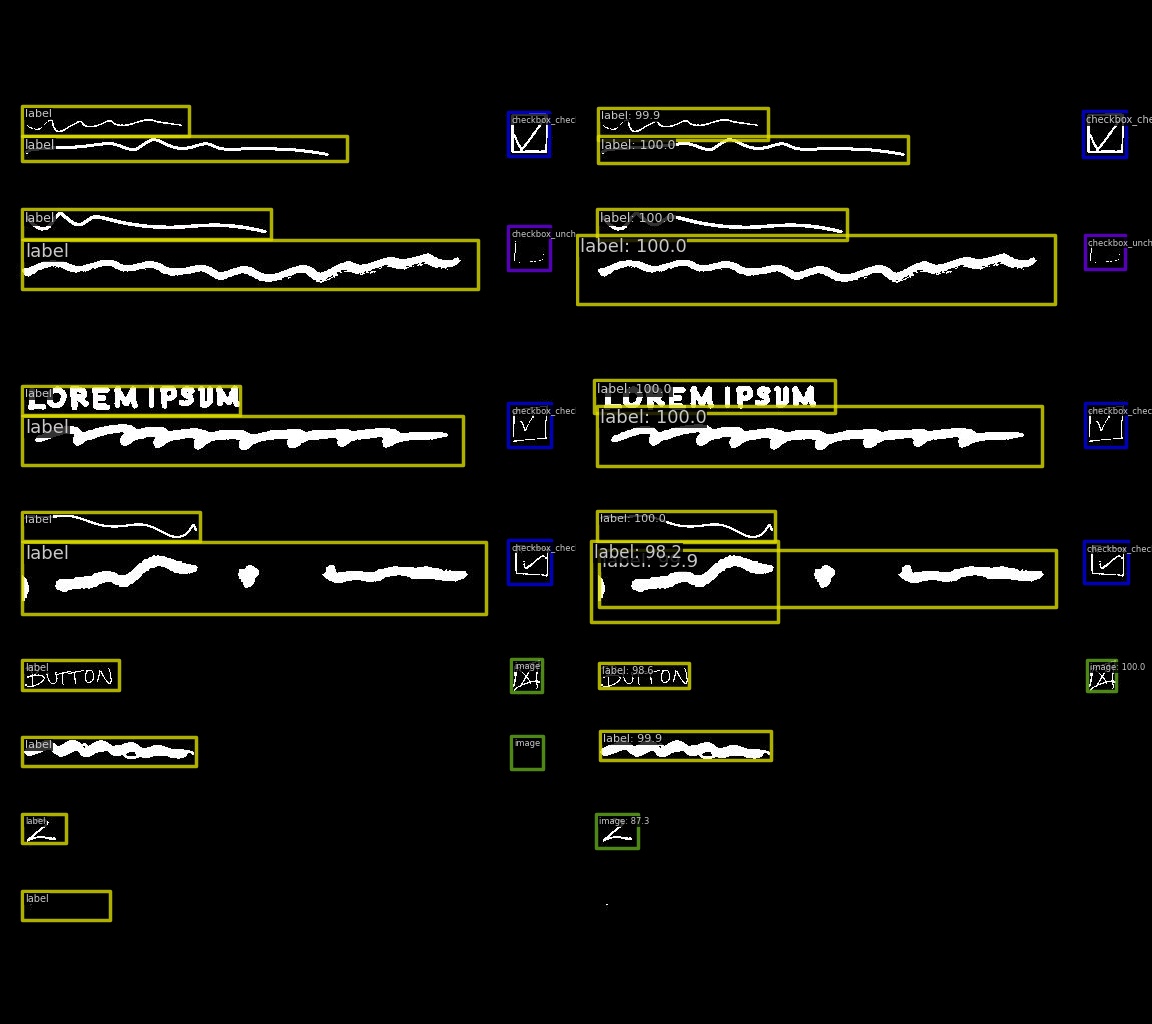 label label: 99.9
checkbox_chec checkbox_che
label label: 100.0
label label: 100.0
checkbox_unch checkbox_unch
label label: 100.0
label label: 100.0
LOREM IPSUM LOREM IPSUM
checkbox_chec checkbox_che
label label: 100.0
label label: 100.0
checkbox_chec checkbox_che
label label: 98.2
label: 99.9
label image label: 98.6 image: 100.0
BUTTON BUTTON
label image label: 99.9
label image: 87.3
label